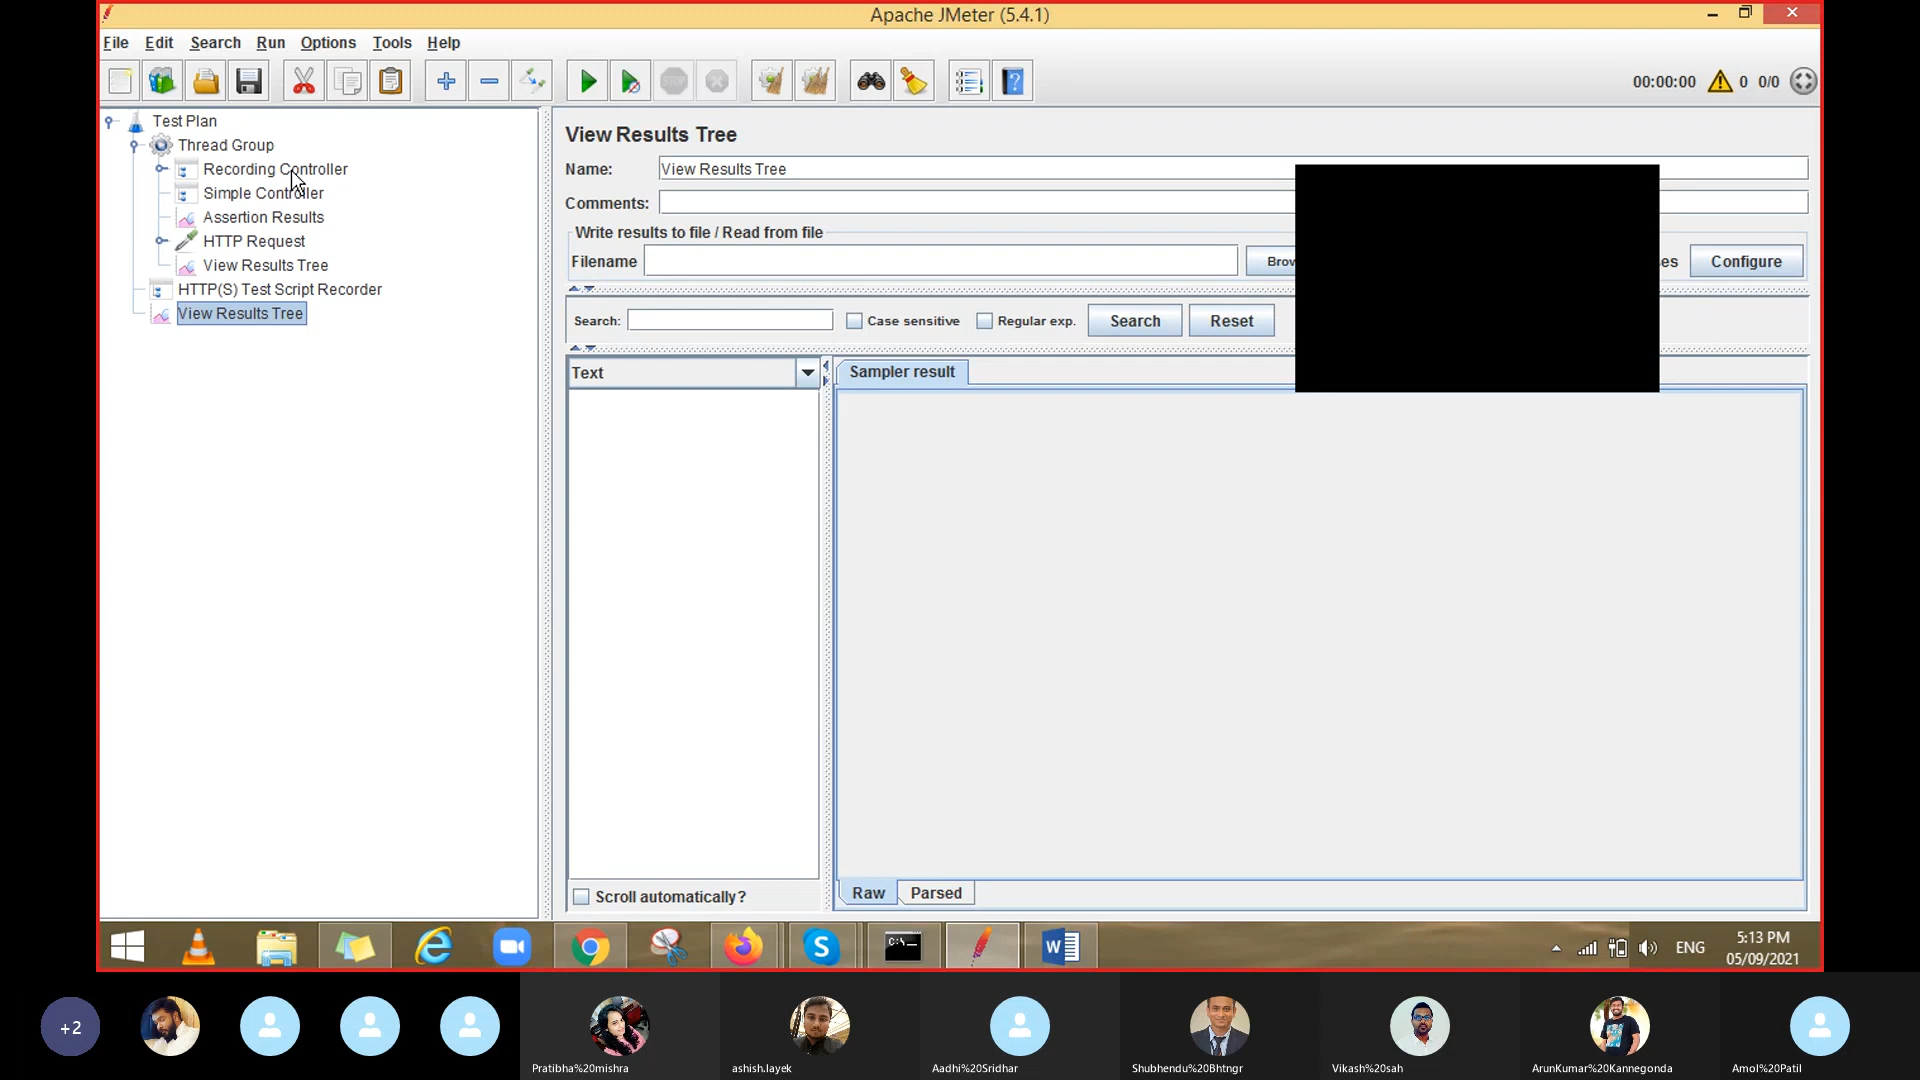 Apache JMeter (5.4.1)
File Edit Search Run Options Tools Help
STOP
00:00:00 0 0/0
Test Plan
Thread Group
Recording Controller
Simple Controller
Assertion Results
HTTP Request
View Results Tree
HTTP(S) Test Script Recorder
View Results Tree
View Results Tree
Name: View Results Tree
Comments:
Write results to file / Read from file
Filename Brow es Configure
Search: Case sensitive Regular exp. Search Reset
Text
Sampler result
Scroll automatically?
Raw Parsed
C:\
ENG
5:13 PM
05/09/2021
+2
Pratibha%20mishra
ashish.layek
Aadhi%20Sridhar
Shubhendu%20Bhtngr
Vikash%20sah
ArunKumar%20Kannegonda
Amol%20Patil